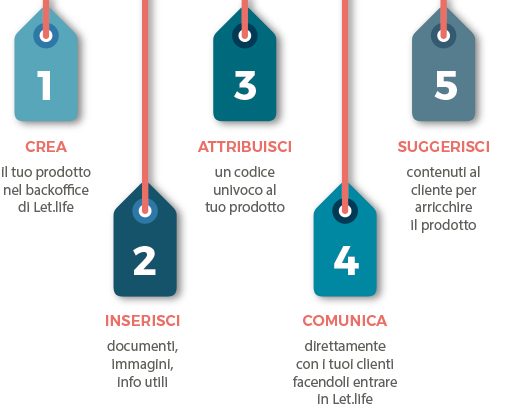 1
CREA
il tuo prodotto
nel backoffice
di Let.life
2
INSERISCI
documenti,
immagini,
info utili
3
ATTRIBUISCI
un codice
univoco al
tuo prodotto
4
COMUNICA
direttamente
con i tuoi clienti
facendoli entrare
in Let.life
5
SUGGERISCI
contenuti al
cliente per
arricchire
il prodotto